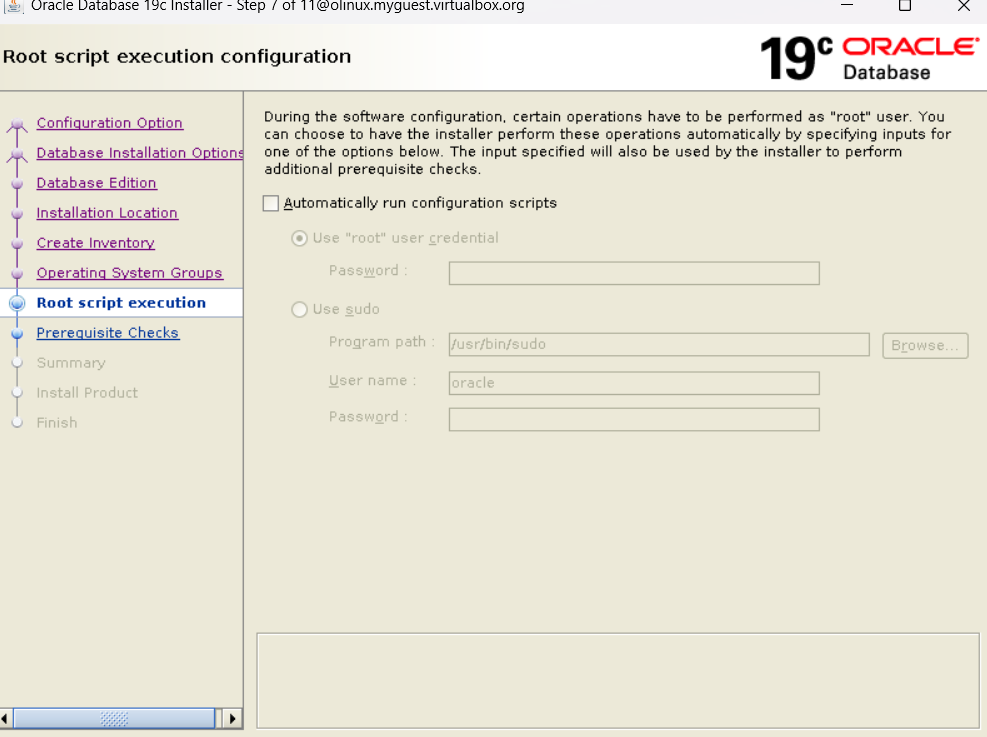 Oracle Database 19c Installer - Step 7 of 11@olinux.myguest.virtualbox.org
Root script execution configuration
19c ORACLE®
Database
Configuration Option
Database Installation Options
Database Edition
Installation Location
Create Inventory
Operating System Groups
Root script execution
Prerequisite Checks
Summary
Install Product
Finish
During the software configuration, certain operations have to be performed as "root" user. You
can choose to have the installer perform these operations automatically by specifying inputs for
one of the options below. The input specified will also be used by the installer to perform
additional prerequisite checks.
Automatically run configuration scripts
Use "root" user credential
Password :
Use sudo
Program path : /usr/bin/sudo Browse...
User name : oracle
Password :